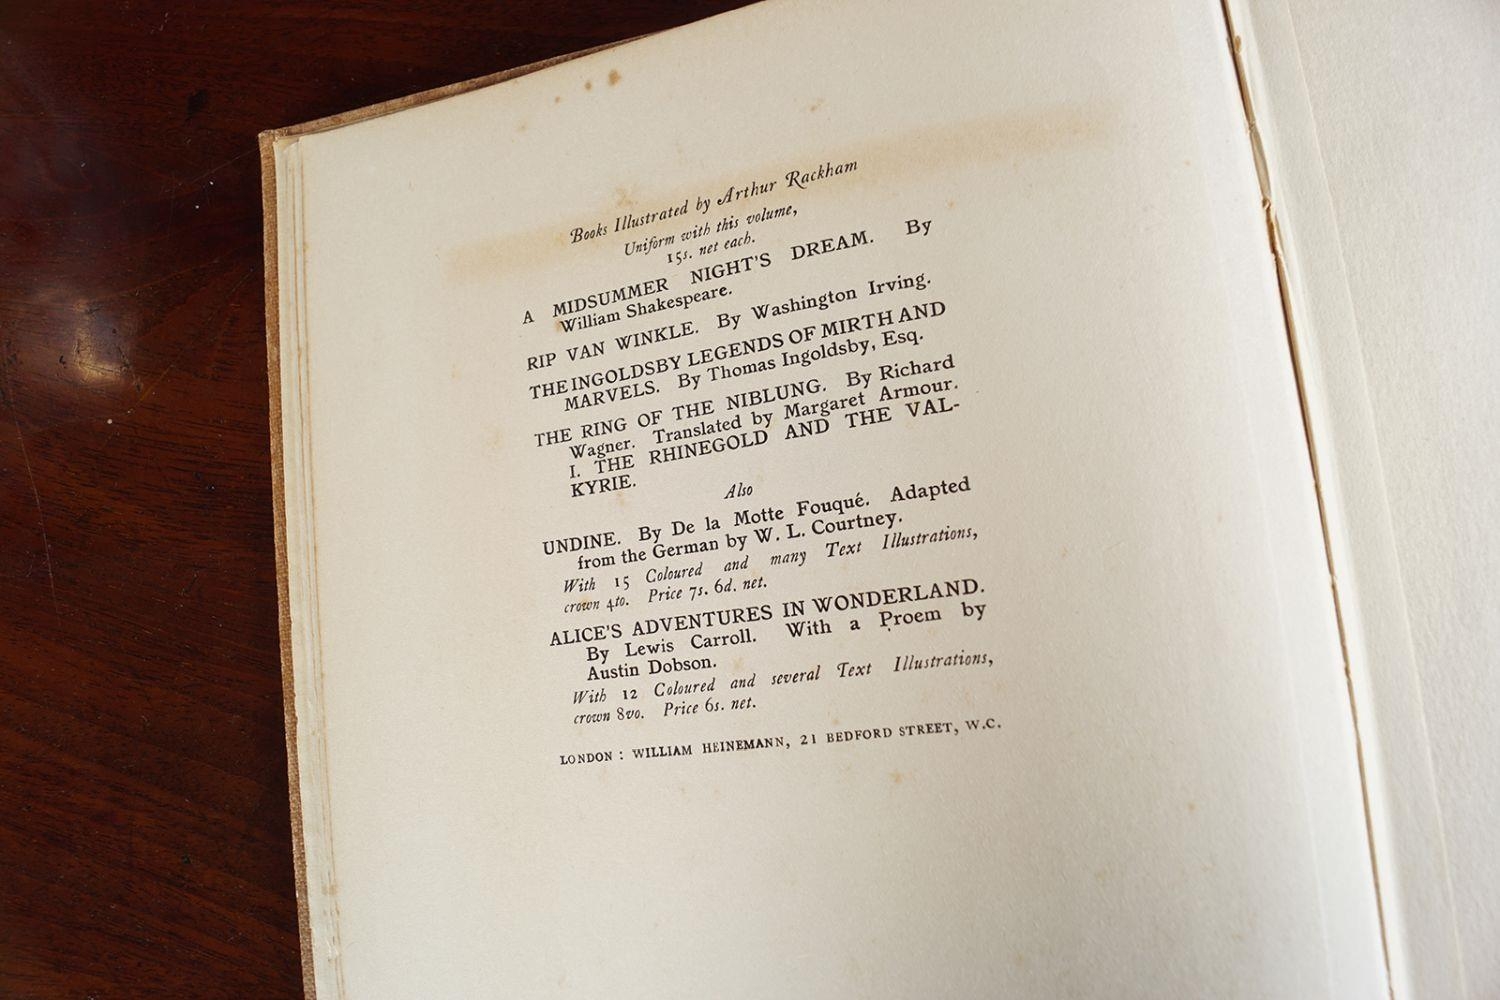 Books Illustrated by Arthur Rackham
Uniform with this volume,
15s. net each.
A MIDSUMMER NIGHT'S DREAM. By
William Shakespeare.
RIP VAN WINKLE. By Washington Irving.
THE INGOLDSBY LEGENDS OF MIRTH AND
MARVELS. By Thomas Ingoldsby, Esq.
THE RING OF THE NIBLUNG. By Richard
Wagner. Translated by Margaret Armour.
I. THE RHINEGOLD AND THE VAL-
KYRIE.
Also
UNDINE. By De la Motte Fouqué. Adapted
from the German by W. L. Courtney.
With 15 Coloured and many Text Illustrations,
crown 4to. Price 7s. 6d. net.
ALICE'S ADVENTURES IN WONDERLAND.
By Lewis Carroll. With a Proem by
Austin Dobson.
With 12 Coloured and several Text Illustrations,
crown 8vo. Price 6s. net.
LONDON : WILLIAM HEINEMANN, 21 BEDFORD STREET, W.C.